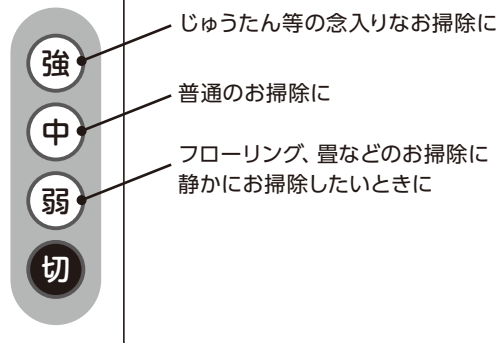 強
じゅうたん等の念入りなお掃除に
中
普通のお掃除に
弱
フローリング、畳などのお掃除に
静かにお掃除したいときに
切